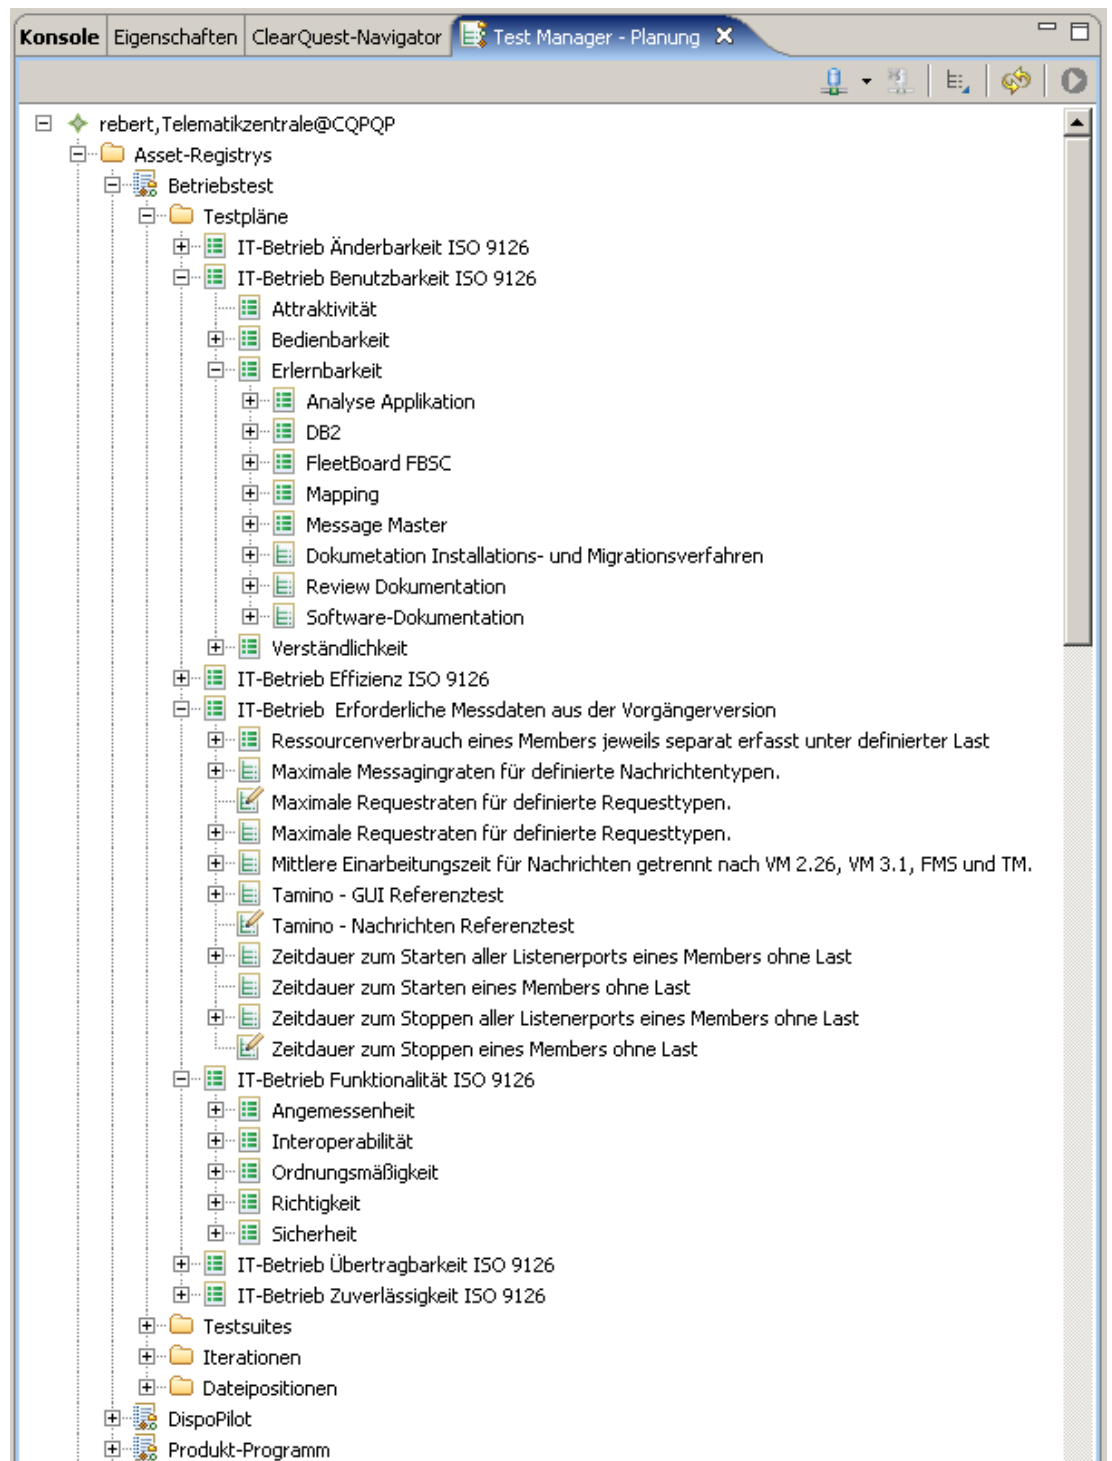 Konsole Eigenschaften ClearQuest-Navigator Test Manager - Planung
rebert,Telematikzentrale@CQPQP
Asset-Registrys
Betriebstest
Testpläne
IT-Betrieb Änderbarkeit ISO 9126
IT-Betrieb Benutzbarkeit ISO 9126
Attraktivität
Bedienbarkeit
Erlernbarkeit
Analyse Applikation
DB2
FleetBoard FBSC
Mapping
Message Master
Dokumetation Installations- und Migrationsverfahren
Review Dokumentation
Software-Dokumentation
Verständlichkeit
IT-Betrieb Effizienz ISO 9126
IT-Betrieb  Erforderliche Messdaten aus der Vorgängerversion
Ressourcenverbrauch eines Members jeweils separat erfasst unter definierter Last
Maximale Messagingraten für definierte Nachrichtentypen.
Maximale Requestraten für definierte Requesttypen.
Maximale Requestraten für definierte Requesttypen.
Mittlere Einarbeitungszeit für Nachrichten getrennt nach VM 2.26, VM 3.1, FMS und TM.
Tamino - GUI Referenztest
Tamino - Nachrichten Referenztest
Zeitdauer zum Starten aller Listenerports eines Members ohne Last
Zeitdauer zum Starten eines Members ohne Last
Zeitdauer zum Stoppen aller Listenerports eines Members ohne Last
Zeitdauer zum Stoppen eines Members ohne Last
IT-Betrieb Funktionalität ISO 9126
Angemessenheit
Interoperabilität
Ordnungsmäßigkeit
Richtigkeit
Sicherheit
IT-Betrieb Übertragbarkeit ISO 9126
IT-Betrieb Zuverlässigkeit ISO 9126
Testsuites
Iterationen
Dateipositionen
DispoPilot
Produkt-Programm